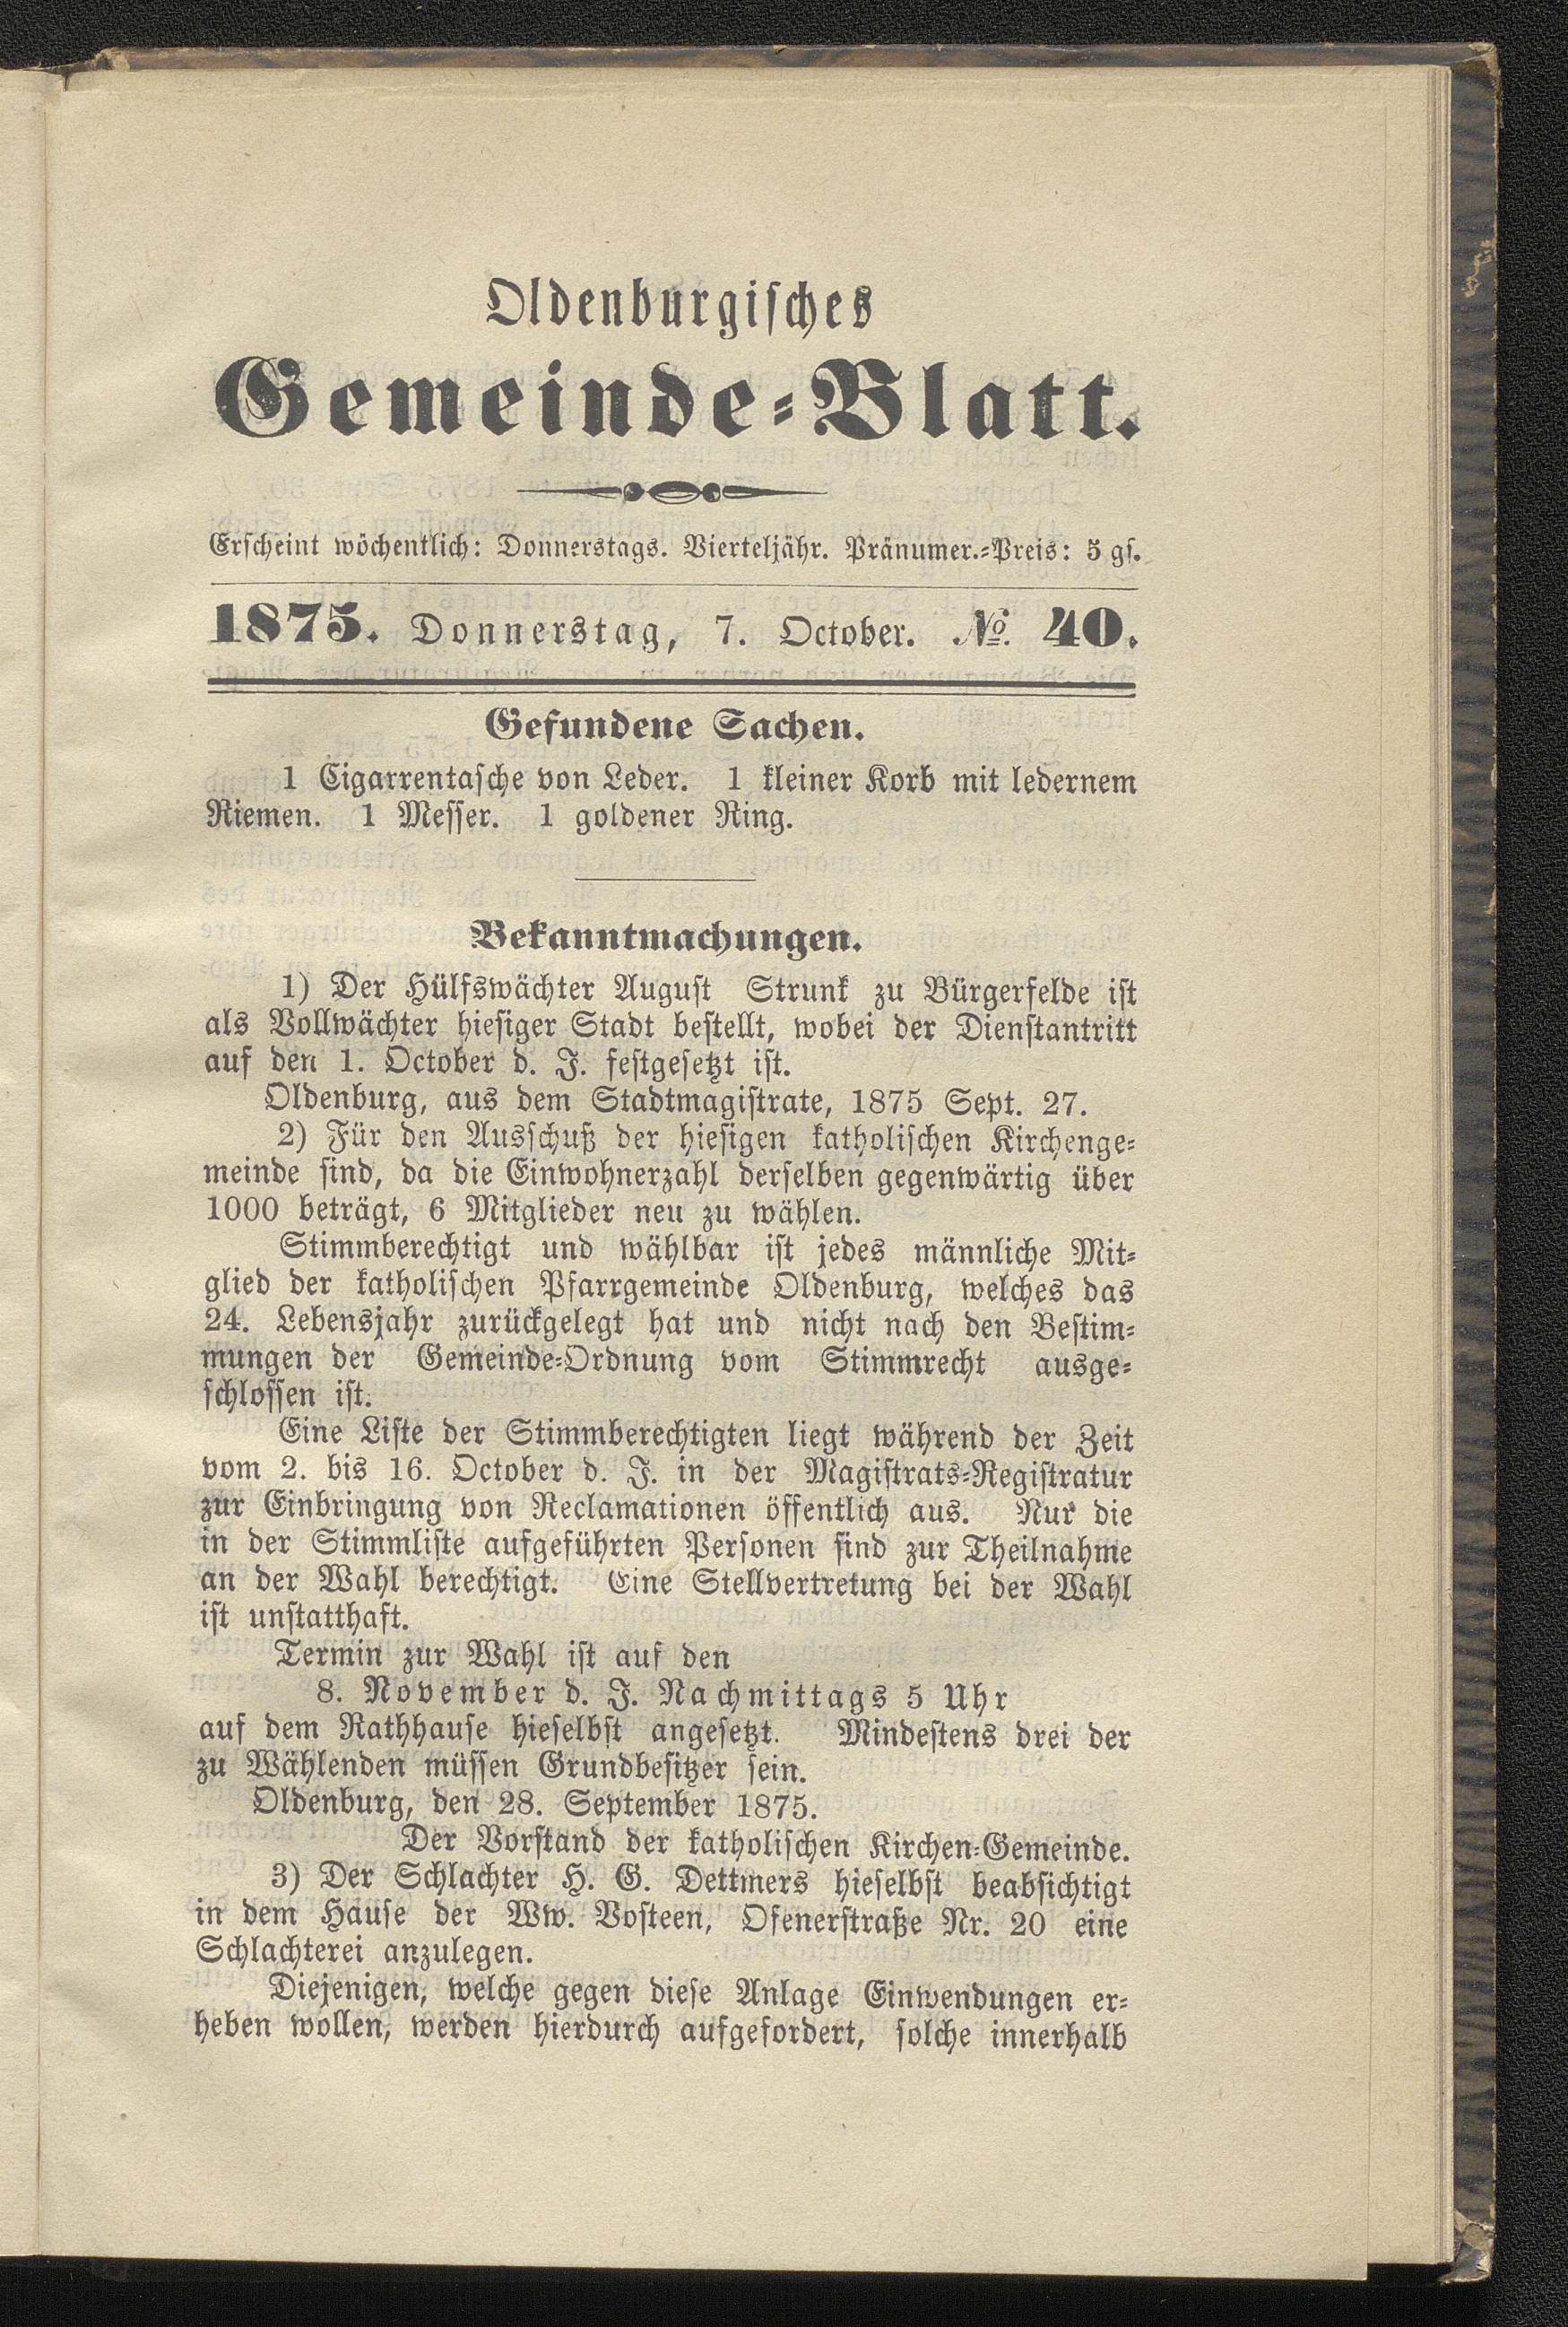 Oldenburgisches
Gemeinde-Blatt.
Erscheint wöchentlich: Donnerstags. Vierteljähr. Pränumer.-Preis: 5 gs.
1875. Donnerstag, 7. October. No. 40.
Gefundene Sachen.
1 Cigarrentasche von Leder. 1 kleiner Korb mit ledernem
Riemen. 1 Messer. 1 goldener Ring.
Bekanntmachungen.
1) Der Hülfswächter August Strunk zu Bürgerfelde ist
als Vollwächter hiesiger Stadt bestellt, wobei der Dienstantritt
auf den 1. October d. J. festgesetzt ist.
Oldenburg, aus dem Stadtmagistrate, 1875 Sept. 27.
2) Für den Ausschuß der hiesigen katholischen Kirchenge-
meinde sind, da die Einwohnerzahl derselben gegenwärtig über
1000 beträgt, 6 Mitglieder neu zu wählen.
Stimmberechtigt und wählbar ist jedes männliche Mit-
glied der katholischen Pfarrgemeinde Oldenburg, welches das
24. Lebensjahr zurückgelegt hat und nicht nach den Bestim-
mungen der Gemeinde-Ordnung vom Stimmrecht ausge-
schlossen ist.
Eine Liste der Stimmberechtigten liegt während der Zeit
vom 2. bis 16. October d. J. in der Magistrats-Registratur
zur Einbringung von Reclamationen öffentlich aus. Nur die
in der Stimmliste aufgeführten Personen sind zur Theilnahme
an der Wahl berechtigt. Eine Stellvertretung bei der Wahl
ist unstatthaft.
Termin zur Wahl ist auf den
8. November d. J. Nachmittags 5 Uhr
auf dem Rathhause hieselbst angesetzt. Mindestens drei der
zu Wählenden müssen Grundbesitzer sein.
Oldenburg, den 28. September 1875.
Der Vorstand der katholischen Kirchen-Gemeinde.
3) Der Schlachter H. G. Dettmers hieselbst beabsichtigt
in dem Hause der Ww. Vosteen, Ofenerstraße Nr. 20 eine
Schlachterei anzulegen.
Diejenigen, welche gegen diese Anlage Einwendungen er-
heben wollen, werden hierdurch aufgefordert, solche innerhalb